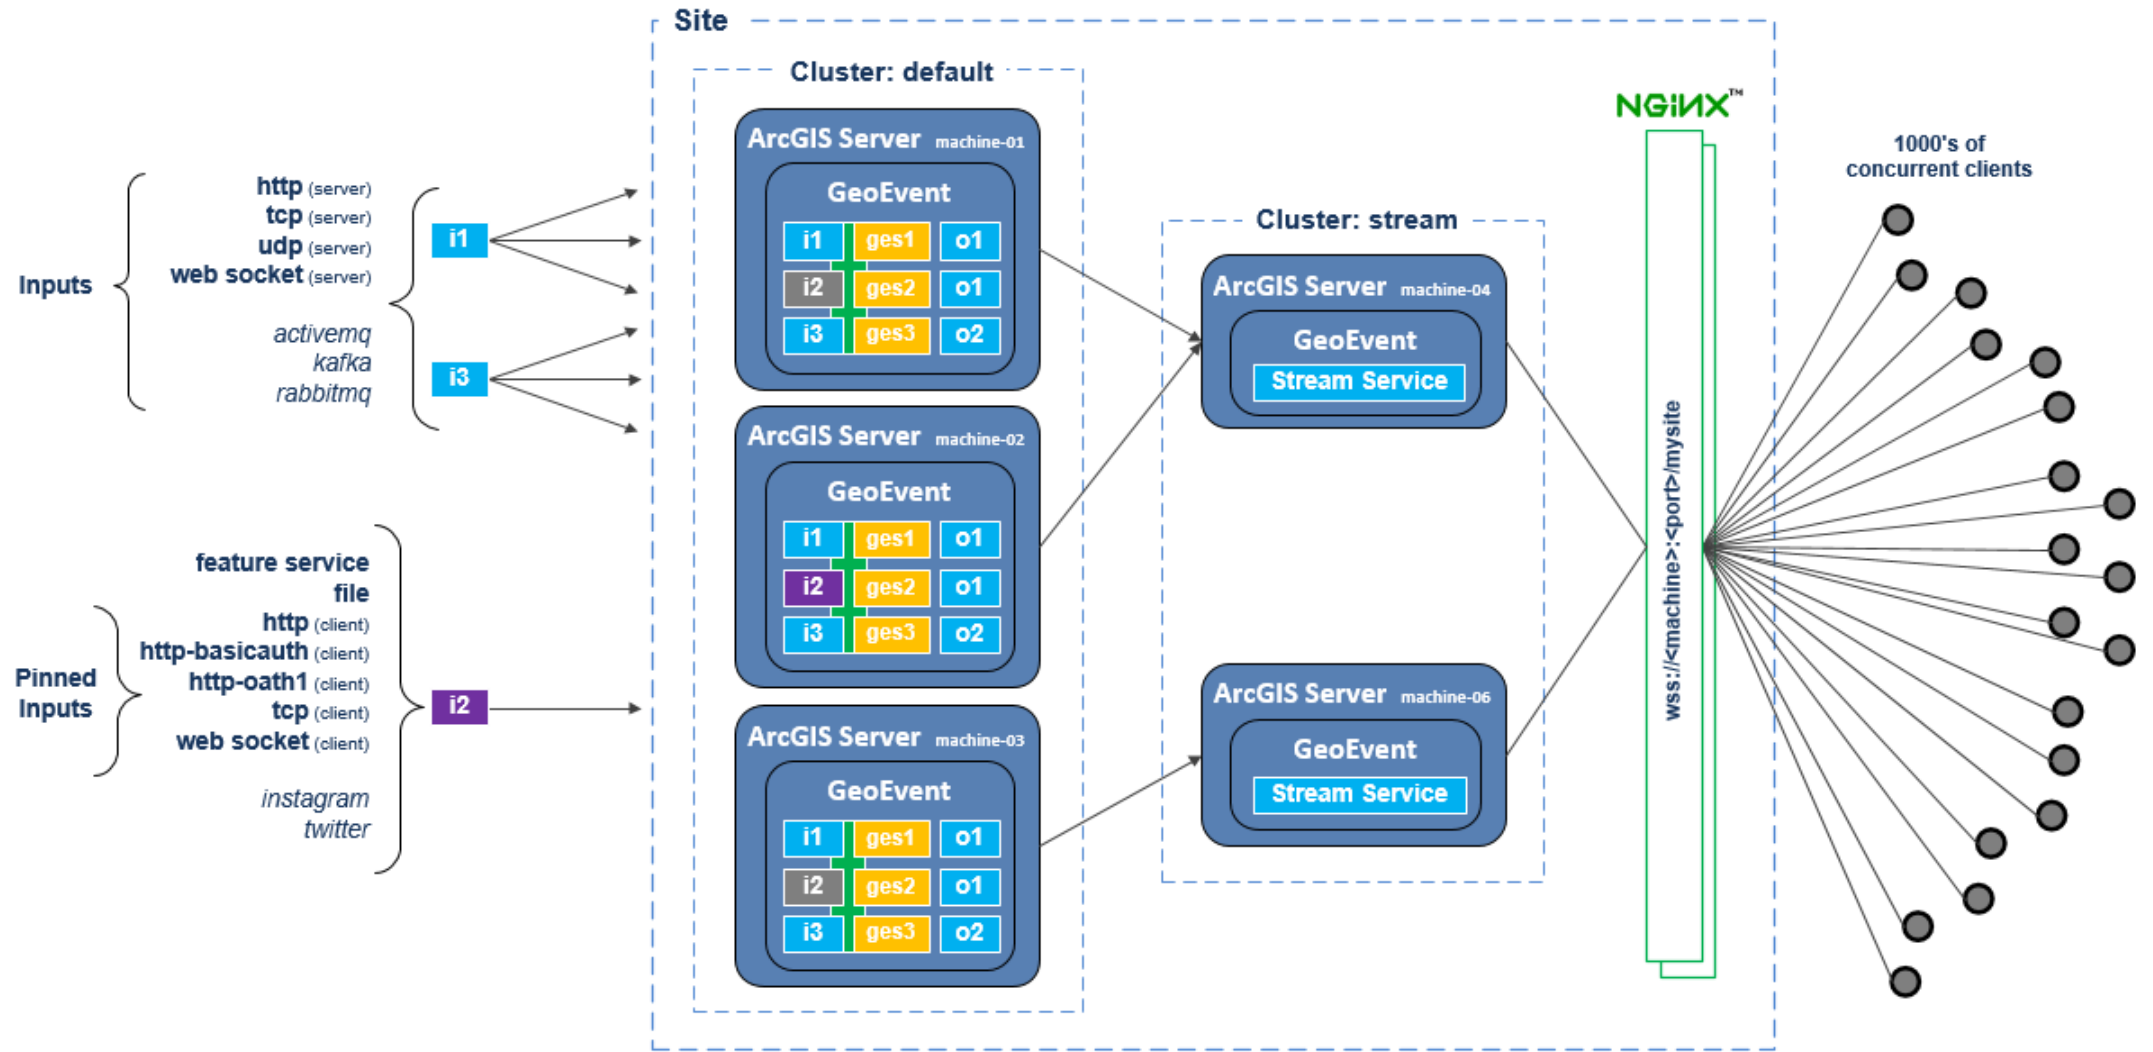 Site
Cluster: default
ArcGIS Server machine-01
GeoEvent
i1 ges1 o1
i2 ges2 o1
i3 ges3 o2
ArcGIS Server machine-02
GeoEvent
i1 ges1 o1
i2 ges2 o1
i3 ges3 o2
ArcGIS Server machine-03
GeoEvent
i1 ges1 o1
i2 ges2 o1
i3 ges3 o2
Inputs
http (server)
tcp (server)
udp (server)
web socket (server)
activemq
kafka
rabbitmq
i1
i3
Pinned
Inputs
feature service
file
http (client)
http-basicauth (client)
http-oath1 (client)
tcp (client)
web socket (client)
instagram
twitter
i2
Cluster: stream
ArcGIS Server machine-04
GeoEvent
Stream Service
ArcGIS Server machine-06
GeoEvent
Stream Service
NGiNX™
wss://<machine>:<port>/mysite
1000's of
concurrent clients